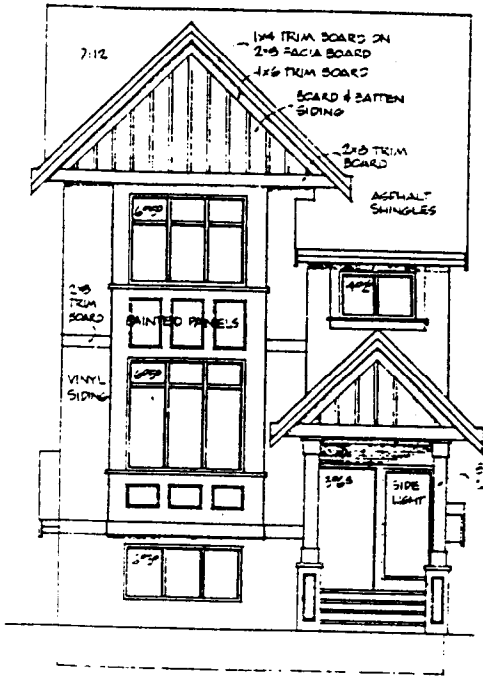 7:12
1x4 TRIM BOARD ON
2x8 FACIA BOARD
1x6 TRIM BOARD
BOARD & BATTEN
SIDING
2x8 TRIM
BOARD
ASPHALT
SHINGLES
2x8
TRIM
BOARD
PAINTED PANELS
VINYL
SIDING
SIDE
LIGHT